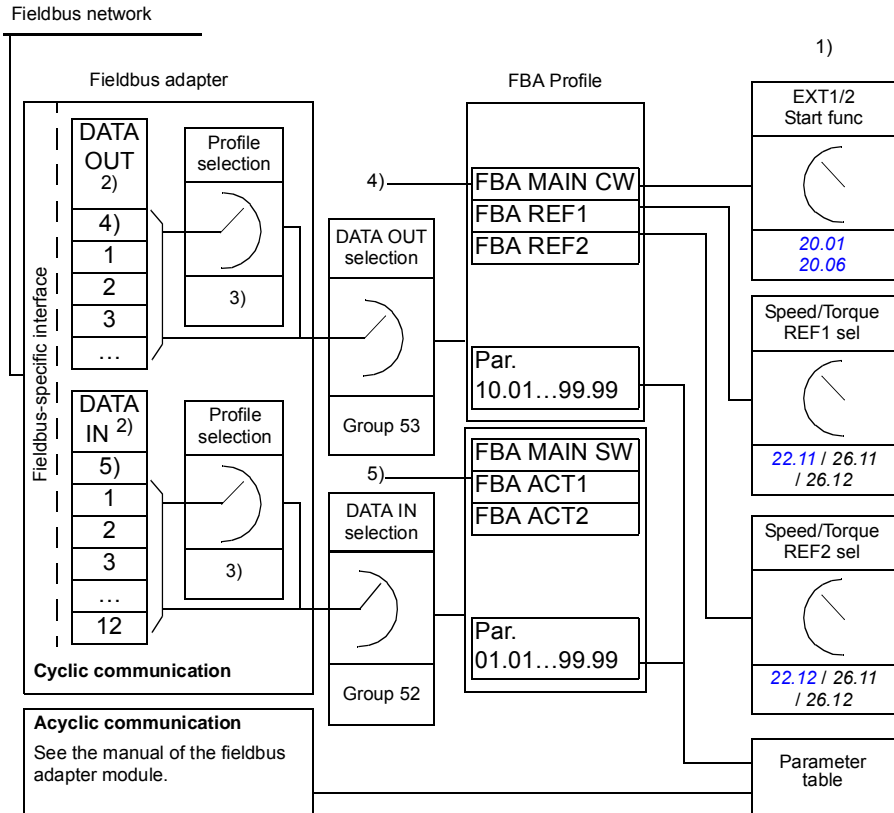 Fieldbus network
Fieldbus adapter
Fieldbus-specific interface
DATA
OUT
2)
4)
1
2
3
...
Profile
selection
3)
DATA
IN 2)
5)
1
2
3
...
12
Profile
selection
3)
Cyclic communication
Acyclic communication
See the manual of the fieldbus
adapter module.
DATA OUT
selection
Group 53
DATA IN
selection
Group 52
FBA Profile
4)
FBA MAIN CW
FBA REF1
FBA REF2
Par.
10.01…99.99
5)
FBA MAIN SW
FBA ACT1
FBA ACT2
Par.
01.01…99.99
1)
EXT1/2
Start func
20.01
20.06
Speed/Torque
REF1 sel
22.11 / 26.11
/ 26.12
Speed/Torque
REF2 sel
22.12 / 26.11
/ 26.12
Parameter
table